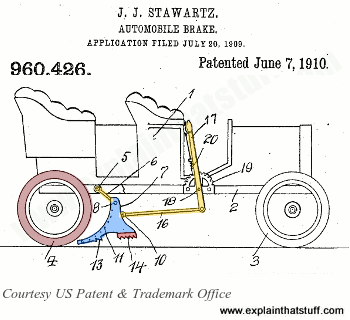 J. J. STAWARTZ.
AUTOMOBILE BRAKE.
APPLICATION FILED JULY 20, 1909.
960,426.
Patented June 7, 1910.
explainthatstuff.com
1
17
5
6
7
20
19
8
18
2
16
4
13
11
14
10
3
Courtesy US Patent & Trademark Office
www.explainthatstuff.com